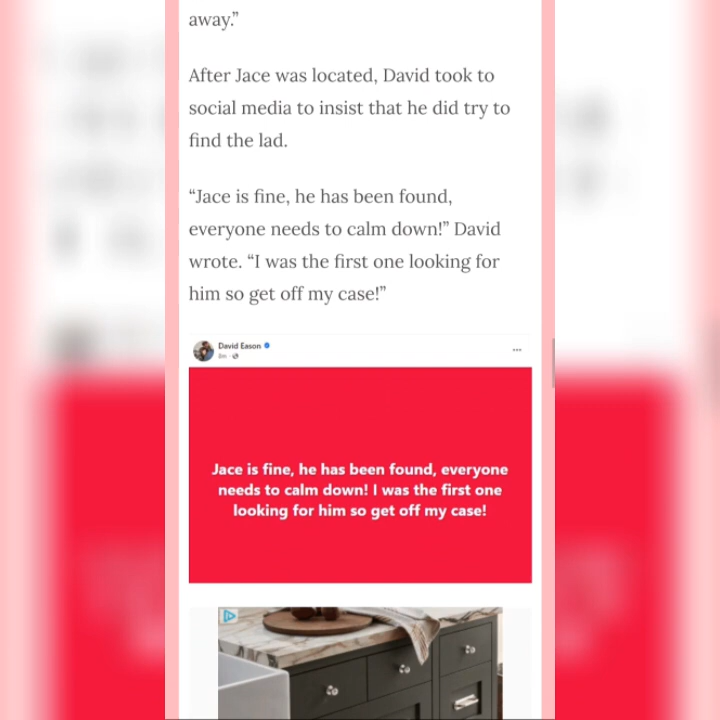 away.”
After Jace was located, David took to
social media to insist that he did try to
find the lad.
“Jace is fine, he has been found,
everyone needs to calm down!” David
wrote. “I was the first one looking for
him so get off my case!”
David Eason
8m
Jace is fine, he has been found, everyone
needs to calm down! I was the first one
looking for him so get off my case!